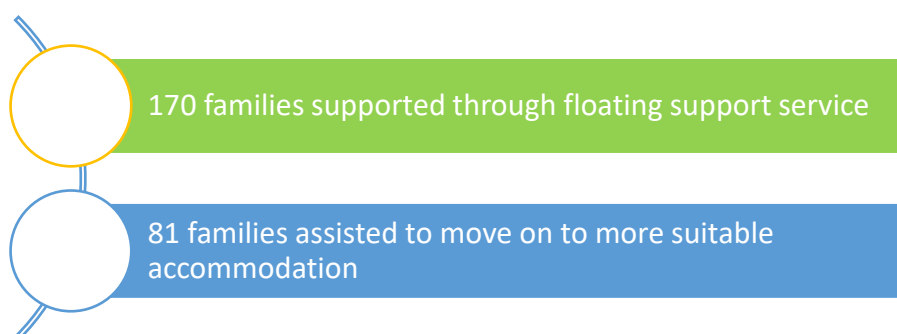 170 families supported through floating support service
81 families assisted to move on to more suitable
accommodation